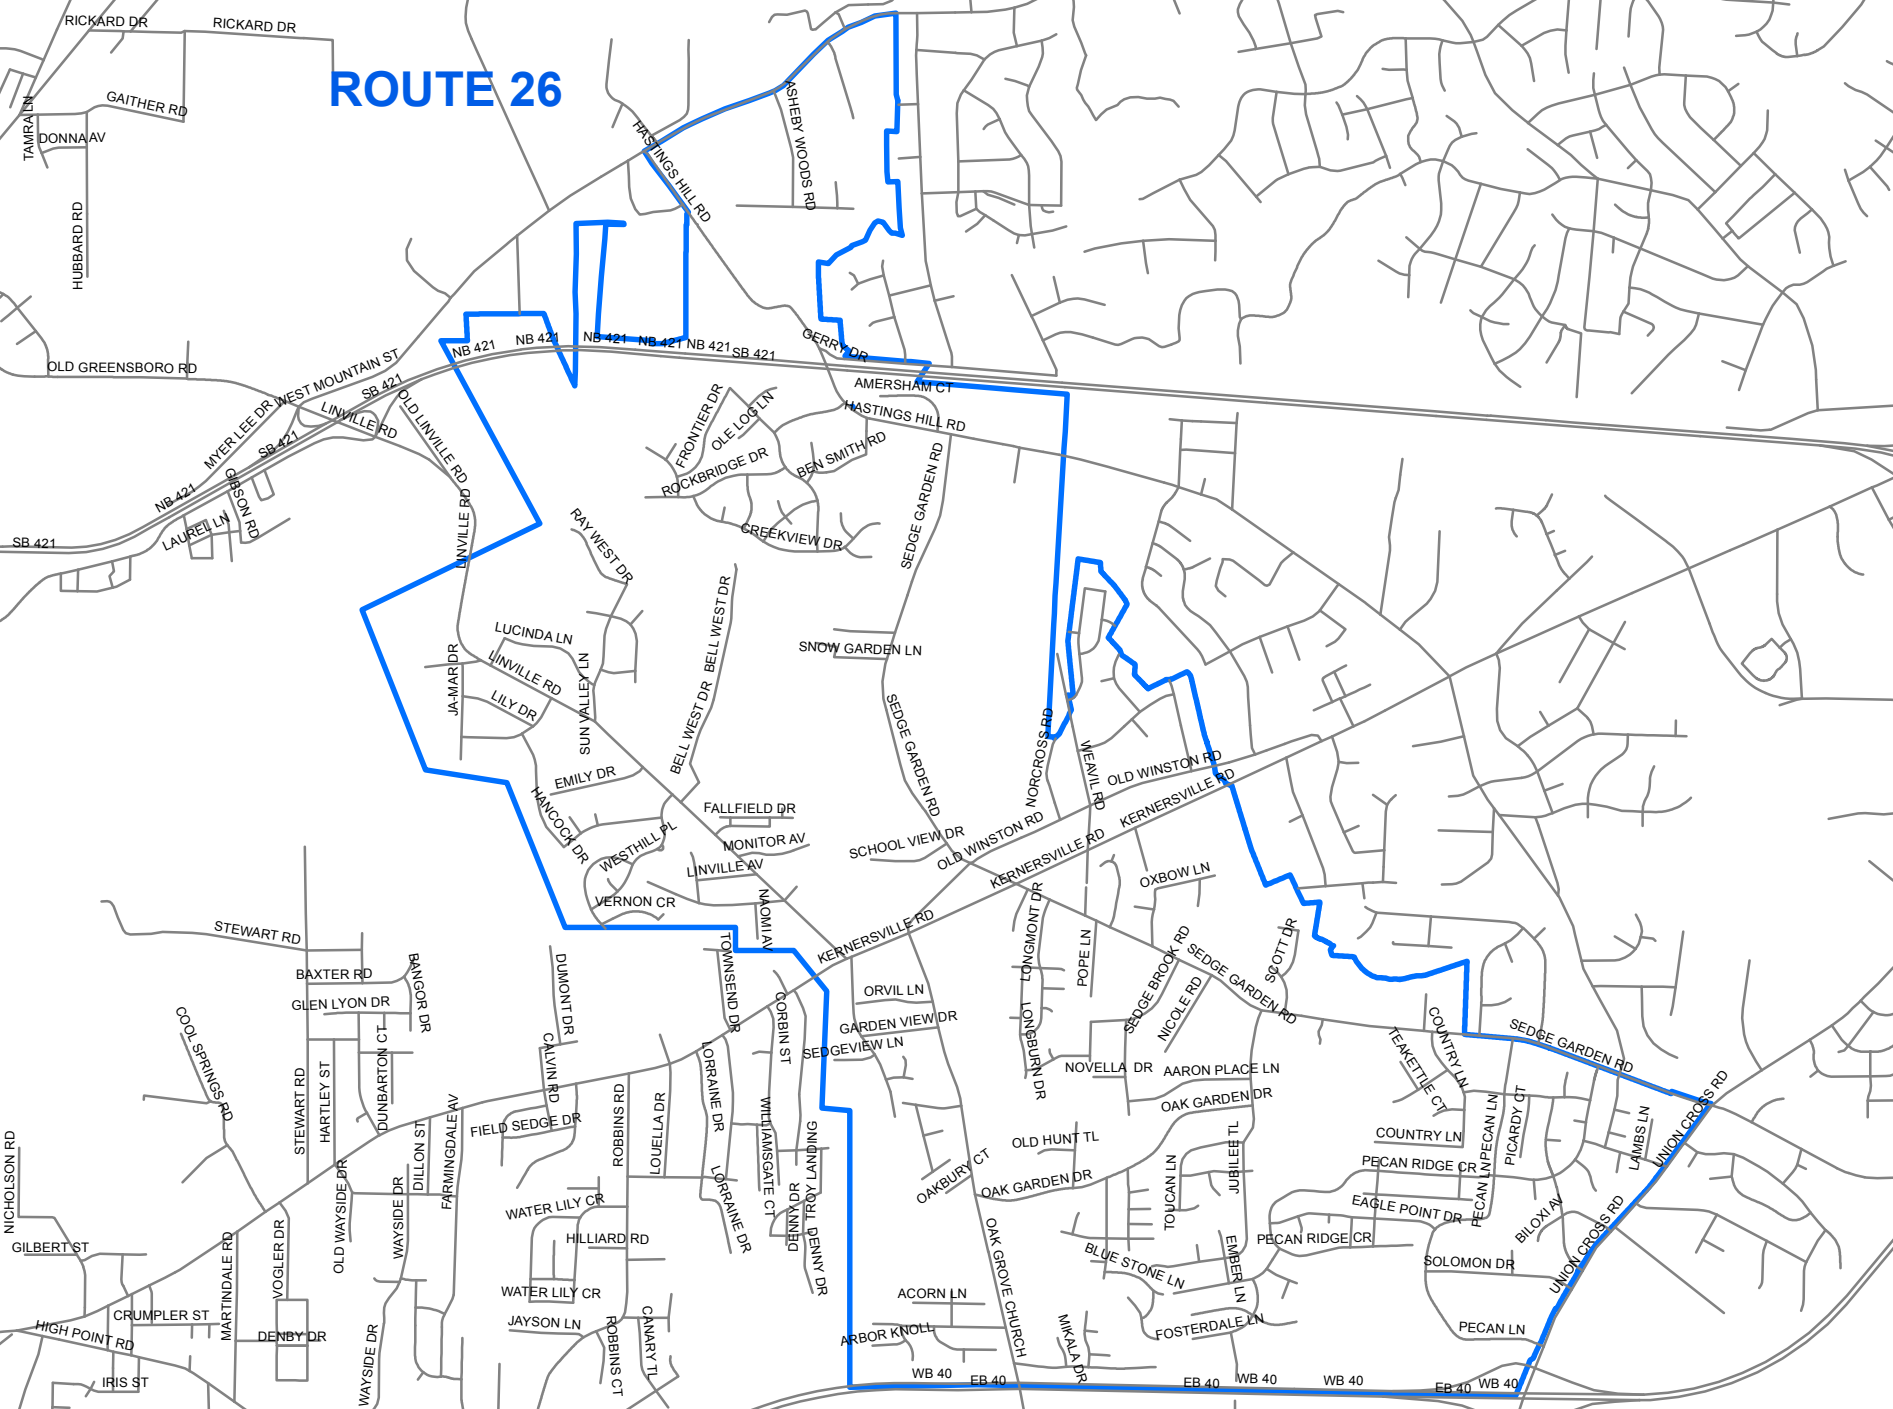 RICKARD DR
RICKARD DR
ROUTE 26
GAITHER RD
TAMRA LN
DONNA AV
HUBBARD RD
HASTINGS HILL RD
ASHEBY WOODS RD
OLD GREENSBORO RD
WEST MOUNTAIN ST
NB 421
NB 421
NB 421
NB 421
NB 421
SB 421
GERRY DR
AMERSHAM CT
SB 421
MYER LEE DR
LINVILLE RD
OLD LINVILLE RD
SB 421
NB 421
GIBSON RD
LAUREL LN
SB 421
LINVILLE RD
FRONTIER DR
OLE LOG LN
HASTINGS HILL RD
ROCKBRIDGE DR
BEN SMITH RD
SEDGE GARDEN RD
CREEKVIEW DR
RAY WEST DR
BELL WEST DR
BELL WEST DR
LUCINDA LN
LINVILLE RD
JA-MAR DR
LILY DR
SUN VALLEY LN
SNOW GARDEN LN
SEDGE GARDEN RD
NORCROSS RD
WEAVIL RD
OLD WINSTON RD
KERNERSVILLE RD
EMILY DR
HANCOCK DR
WESTHILL PL
FALLFIELD DR
MONITOR AV
LINVILLE AV
SCHOOL VIEW DR
OLD WINSTON RD
KERNERSVILLE RD
VERNON CR
NAOMI AV
KERNERSVILLE RD
OXBOW LN
LONGMONT DR
POPE LN
SEDGE BROOK RD
NICOLE RD
SEDGE GARDEN RD
SCOTT DR
STEWART RD
BAXTER RD
BANGOR DR
GLEN LYON DR
DUMONT DR
TOWNSEND DR
CORBIN ST
ORVIL LN
GARDEN VIEW DR
SEDGEVIEW LN
LONGBURN DR
NOVELLA DR
AARON PLACE LN
OAK GARDEN DR
TEAKETTLE CT
COUNTRY LN
SEDGE GARDEN RD
UNION CROSS RD
COOL SPRINGS RD
STEWART RD
HARTLEY ST
DUNBARTON CT
CALVIN RD
FIELD SEDGE DR
ROBBINS RD
LOUELLA DR
LORRAINE DR
WILLIAMSGATE CT
TROY LANDING
OLD HUNT TL
OAKBURY CT
OAK GARDEN DR
TOUCAN LN
JUBILEE TL
COUNTRY LN
PECAN LN
PICARDY CT
LAMBS LN
PECAN RIDGE CR
PECAN LN
EAGLE POINT DR
BILOXI AV
PECAN RIDGE CR
SOLOMON DR
UNION CROSS RD
PECAN LN
NICHOLSON RD
GILBERT ST
DILLON ST
FARMINGDALE AV
OLD WAYSIDE DR
WAYSIDE DR
MARTINDALE RD
VOGLER DR
WATER LILY CR
HILLIARD RD
WATER LILY CR
LORRAINE DR
DENNY DR
DENNY DR
OAK GROVE CHURCH
BLUE STONE LN
EMBER LN
FOSTERDALE LN
ACORN LN
ARBOR KNOLL
MIKALA DR
CRUMPLER ST
HIGH POINT RD
DENBY DR
IRIS ST
WAYSIDE DR
JAYSON LN
ROBBINS CT
CANARY TL
WB 40
EB 40
EB 40
WB 40
WB 40
EB 40
WB 40